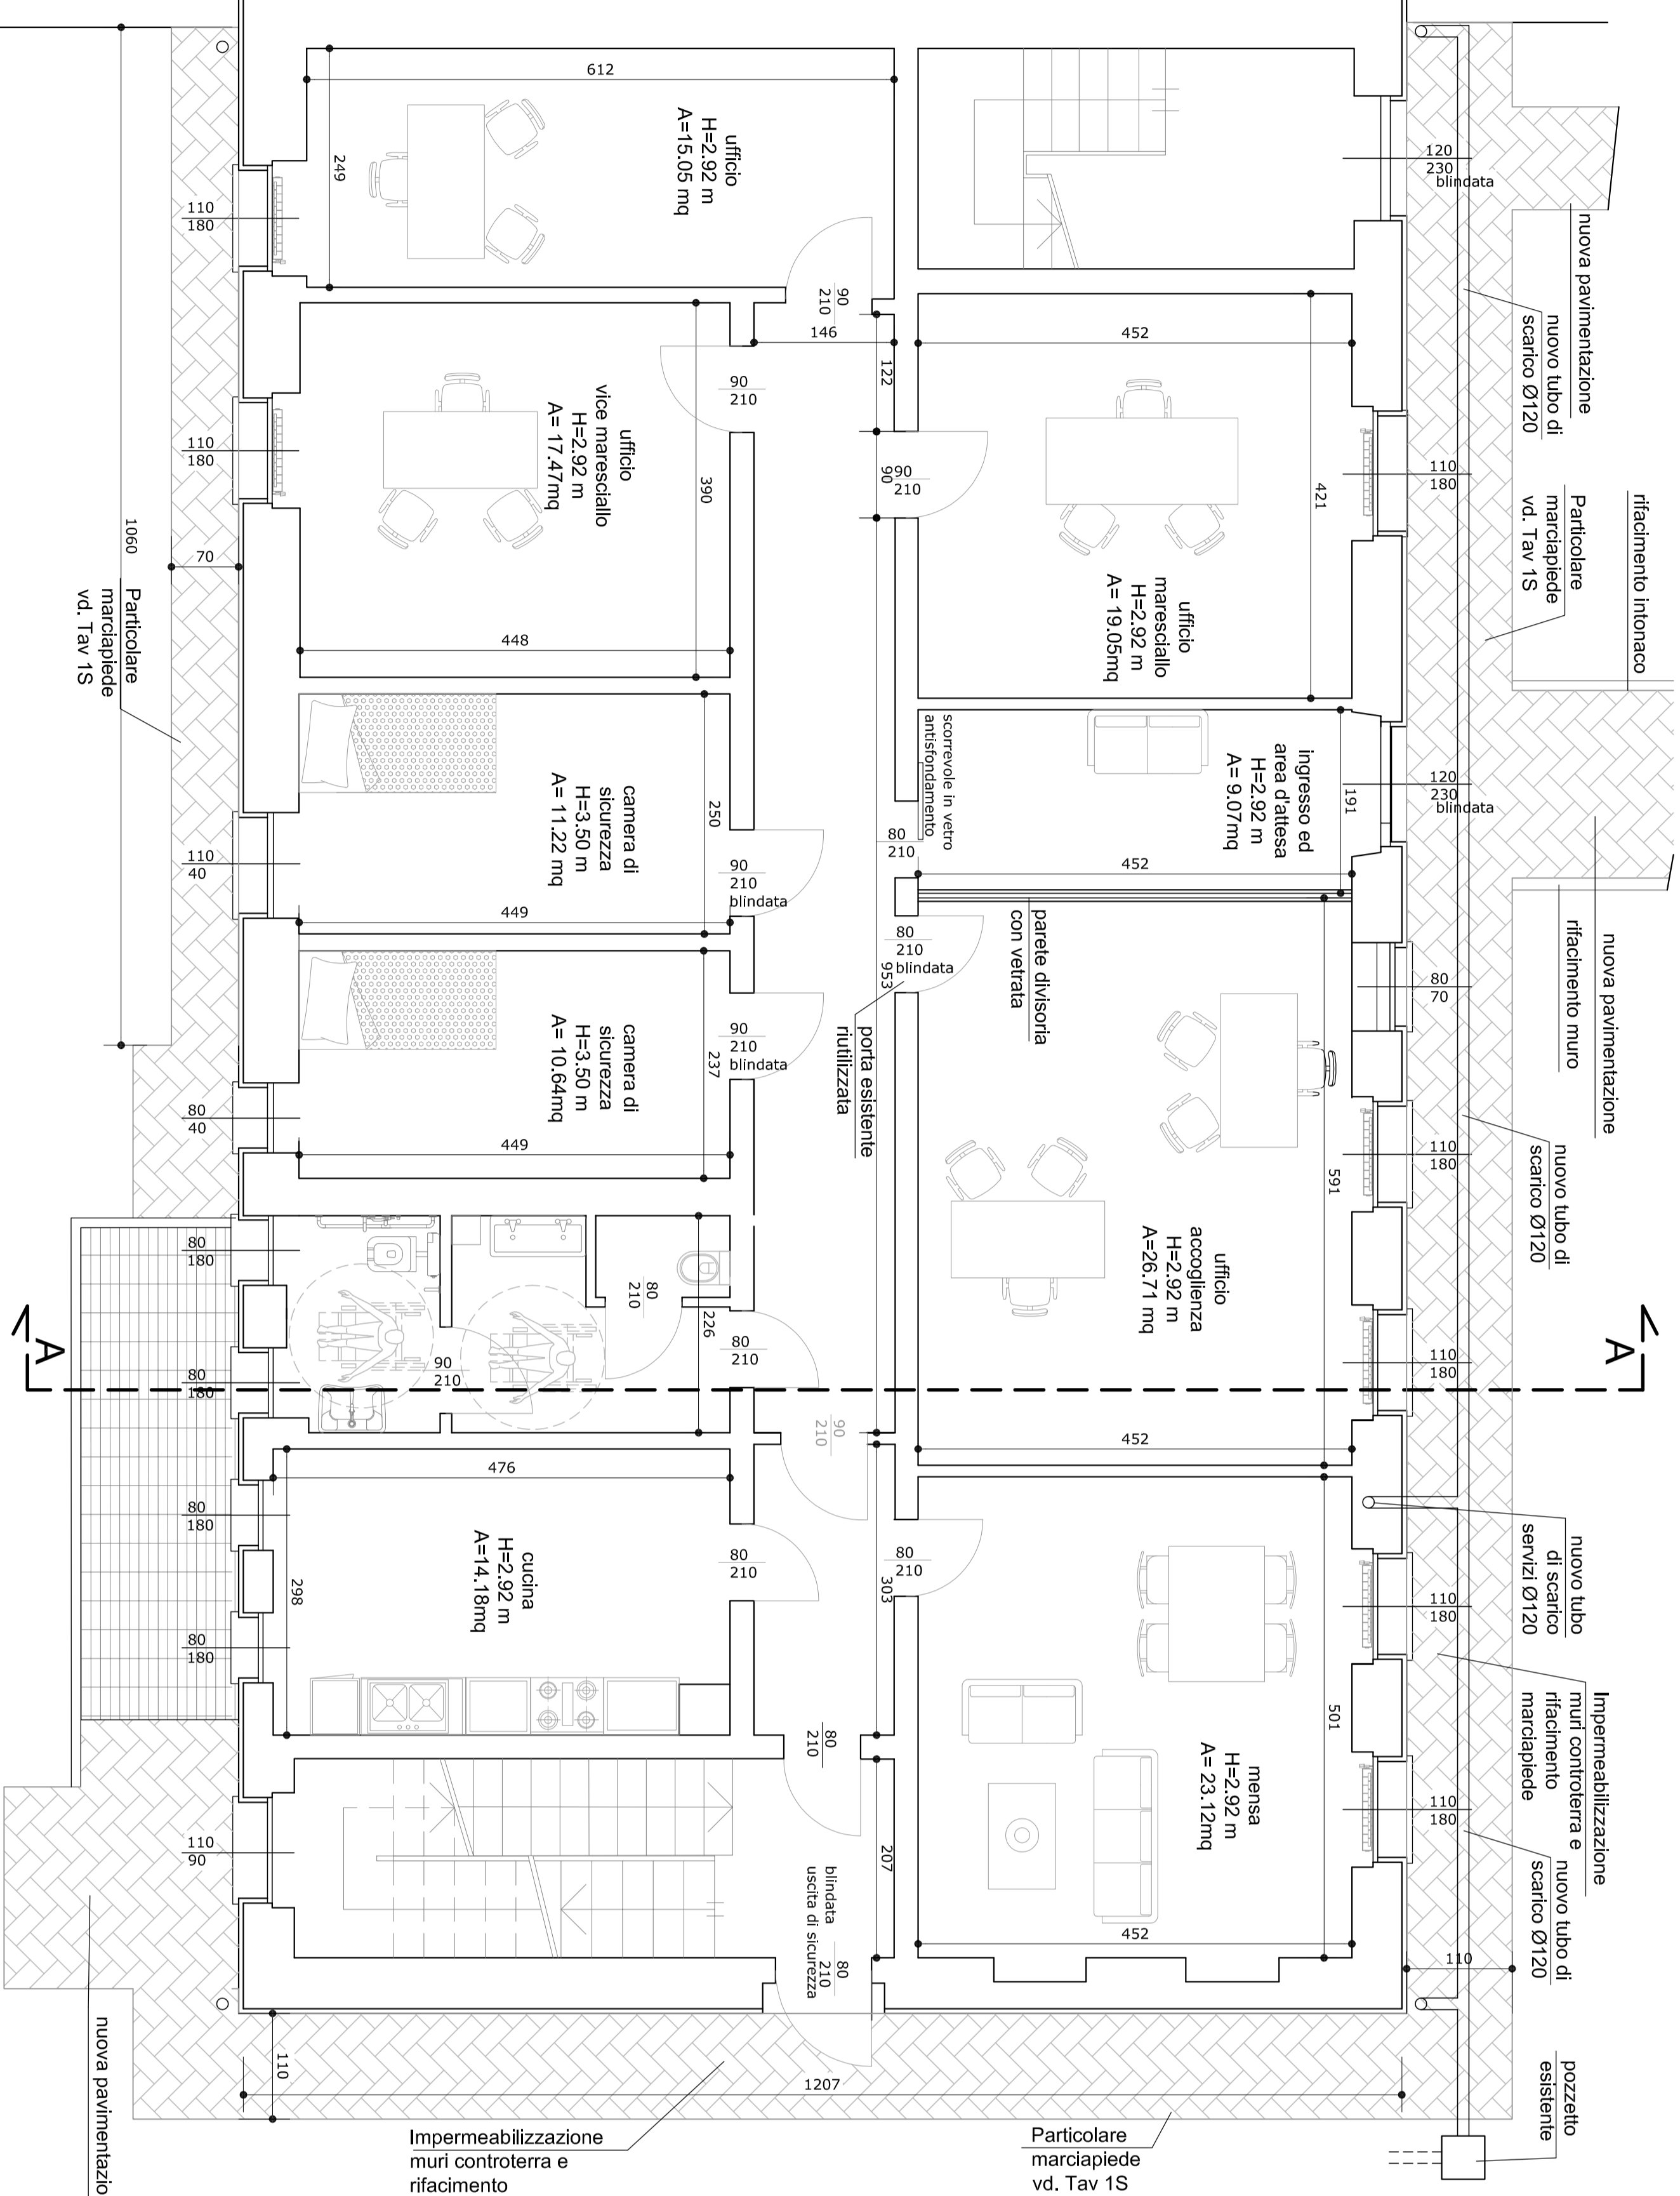 612
249
ufficio
H=2.92 m
A=15.05 mq
110
180
90
210
146
122
120
230
blindata
nuova pavimentazione
nuovo tubo di
scarico Ø120
Particolare
marciapiede
vd. Tav 1S
rifacimento intonaco
452
421
110
180
90
90
210
ufficio
maresciallo
H=2.92 m
A= 19.05mq
90
210
ufficio
vice maresciallo
H=2.92 m
A= 17.47mq
390
448
110
180
1060
70
Particolare
marciapiede
vd. Tav 1S
scorrevole in vetro
antisfondamento
80
210
ingresso ed
area d'attesa
H=2.92 m
A= 9.07mq
191
452
120
230
blindata
nuova pavimentazione
rifacimento muro
camera di
sicurezza
H=3.50 m
A= 11.22 mq
250
449
90
210
blindata
110
40
80
210
blindata
953
parete divisoria
con vetrata
porta esistente
riutilizzata
80
70
camera di
sicurezza
H=3.50 m
A= 10.64mq
237
449
90
210
blindata
80
40
ufficio
accoglienza
H=2.92 m
A=26.71 mq
591
452
110
180
110
180
nuovo tubo di
scarico Ø120
80
180
80
180
80
210
226
80
210
90
210
90
210
A
A
476
298
cucina
H=2.92 m
A=14.18mq
80
210
80
180
80
180
80
210
303
mensa
H=2.92 m
A= 23.12mq
501
452
110
180
110
180
nuovo tubo
di scarico
servizi Ø120
Impermeabilizzazione
muri controterra e
rifacimento
marciapiede
nuovo tubo di
scarico Ø120
80
210
207
blindata
uscita di sicurezza
80
210
110
90
110
110
1207
nuova pavimentazio
pozzetto
esistente
Impermeabilizzazione
muri controterra e
rifacimento
Particolare
marciapiede
vd. Tav 1S